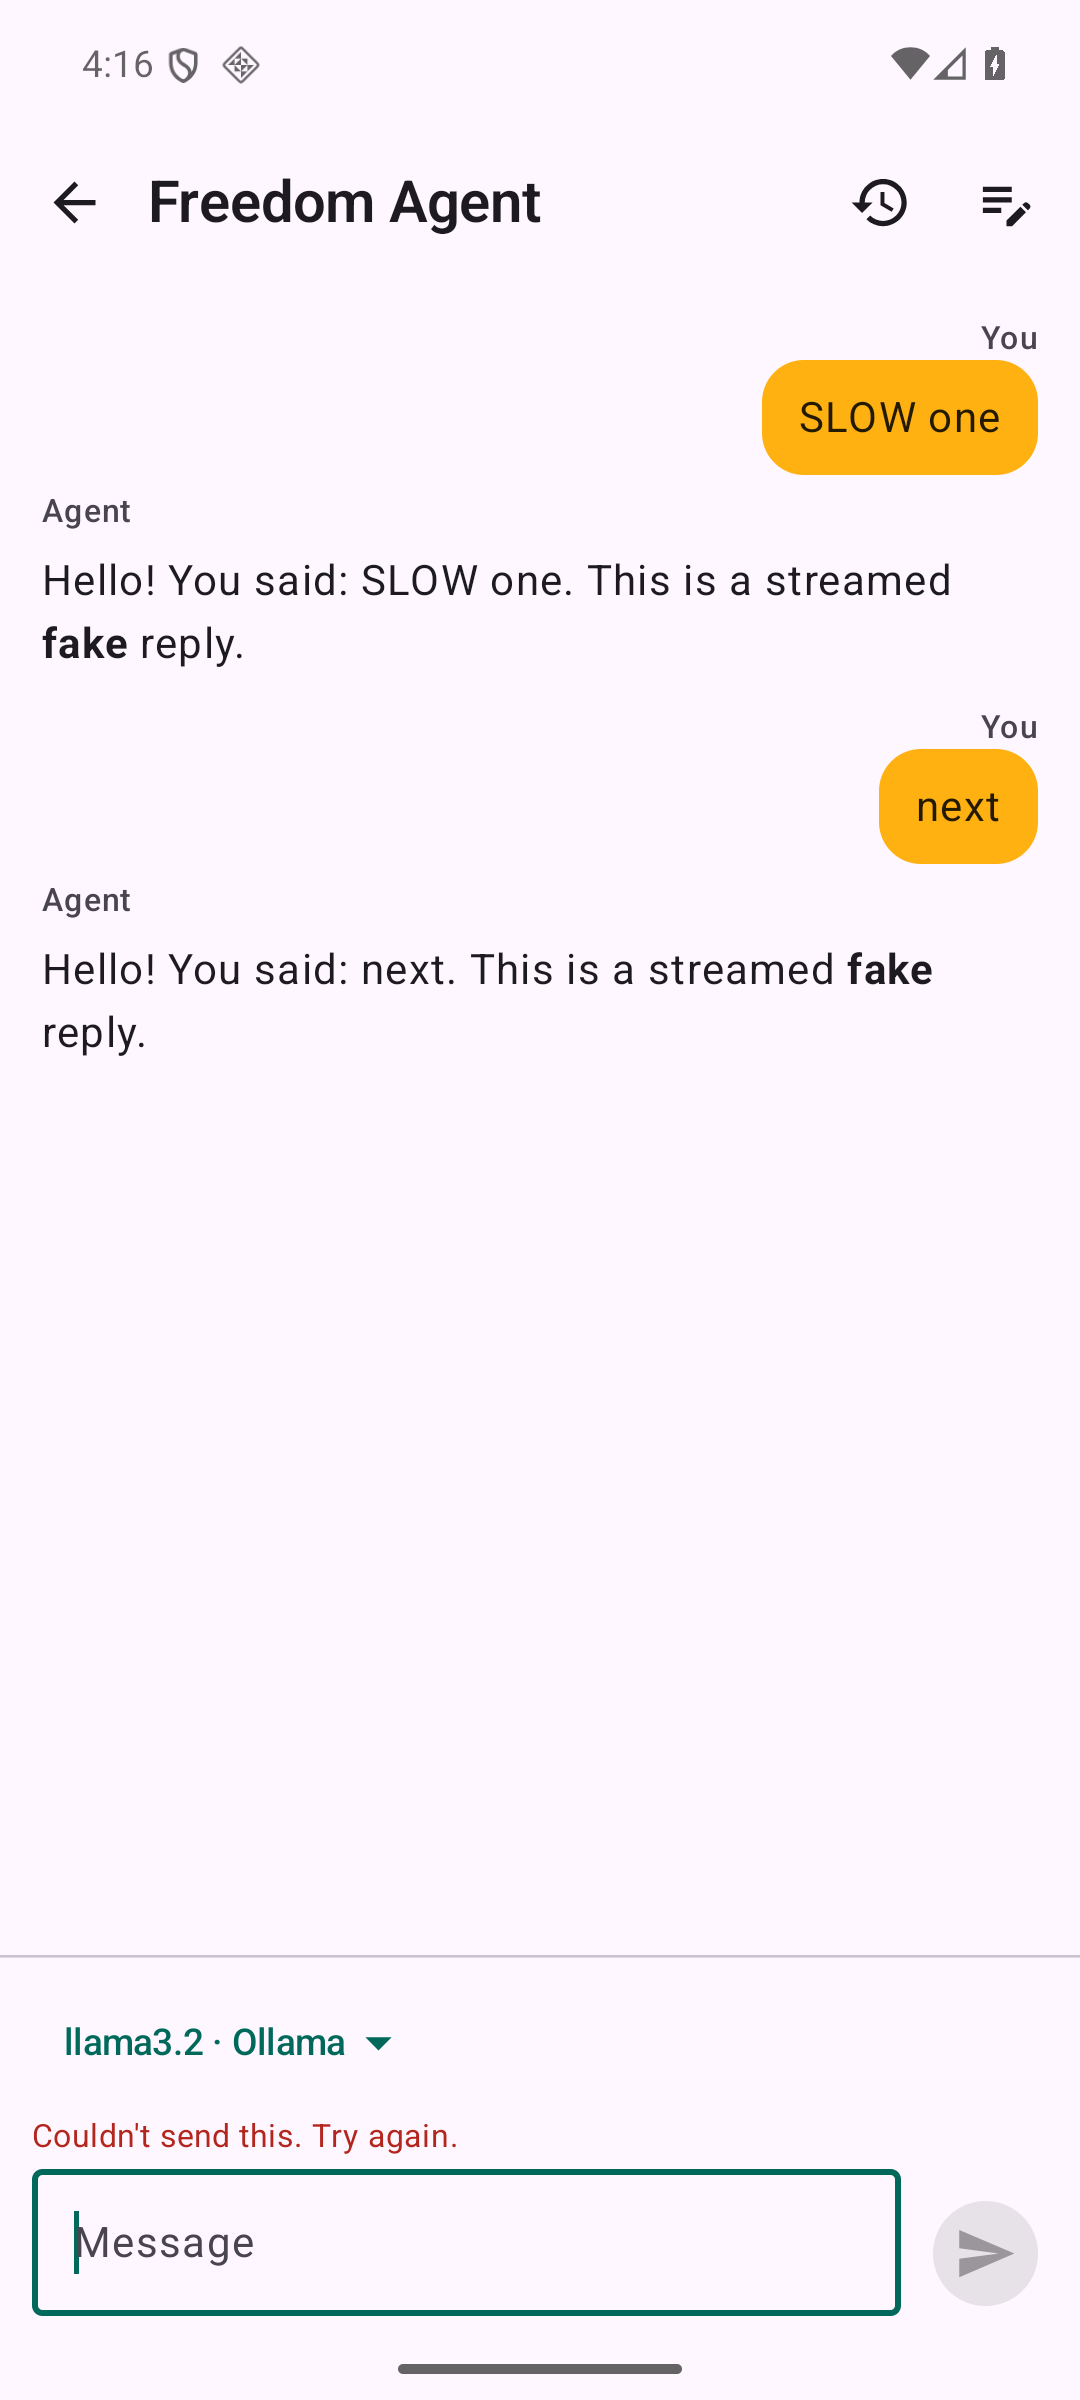 4:16
Freedom Agent
You
SLOW one
Agent
Hello! You said: SLOW one. This is a streamed
fake reply.
You
next
Agent
Hello! You said: next. This is a streamed fake
reply.
llama3.2 · Ollama
Couldn't send this. Try again.
Message